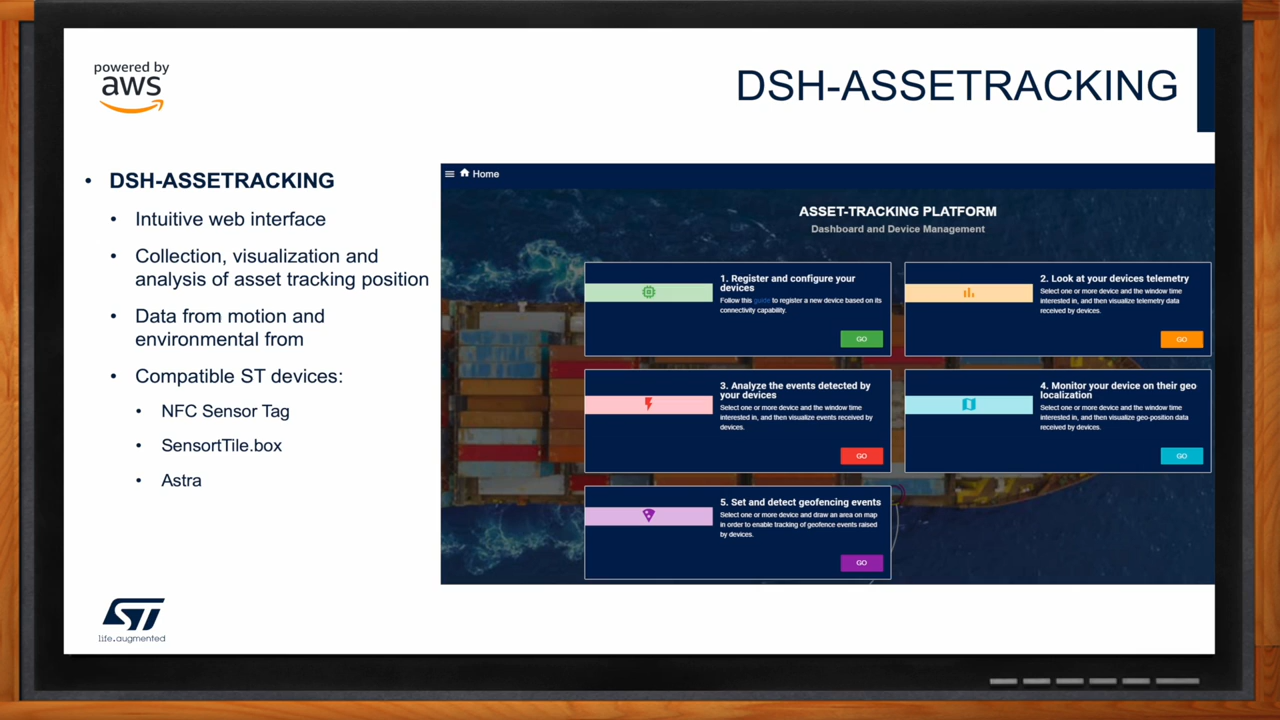 powered by
aws
DSH-ASSETRACKING
• DSH-ASSETRACKING
• Intuitive web interface
• Collection, visualization and
analysis of asset tracking position
• Data from motion and
environmental from
• Compatible ST devices:
• NFC Sensor Tag
• SensortTile.box
• Astra
Home
ASSET-TRACKING PLATFORM
Dashboard and Device Management
1. Register and configure your
devices
Follow this guide to register a new device based on its
connectivity capability.
GO
2. Look at your devices telemetry
Select one or more device and the window time
interested in, and then visualize telemetry data
received by devices.
GO
3. Analyze the events detected by
your devices
Select one or more device and the window time
interested in, and then visualize events received by
devices.
GO
4. Monitor your device on their geo
localization
Select one or more device and the window time
interested in, and then visualize geo-position data
received by devices.
GO
5. Set and detect geofencing events
Select one or more device and draw an area on map
in order to enable tracking of geofence events raised
by devices.
GO
ST
life.augmented